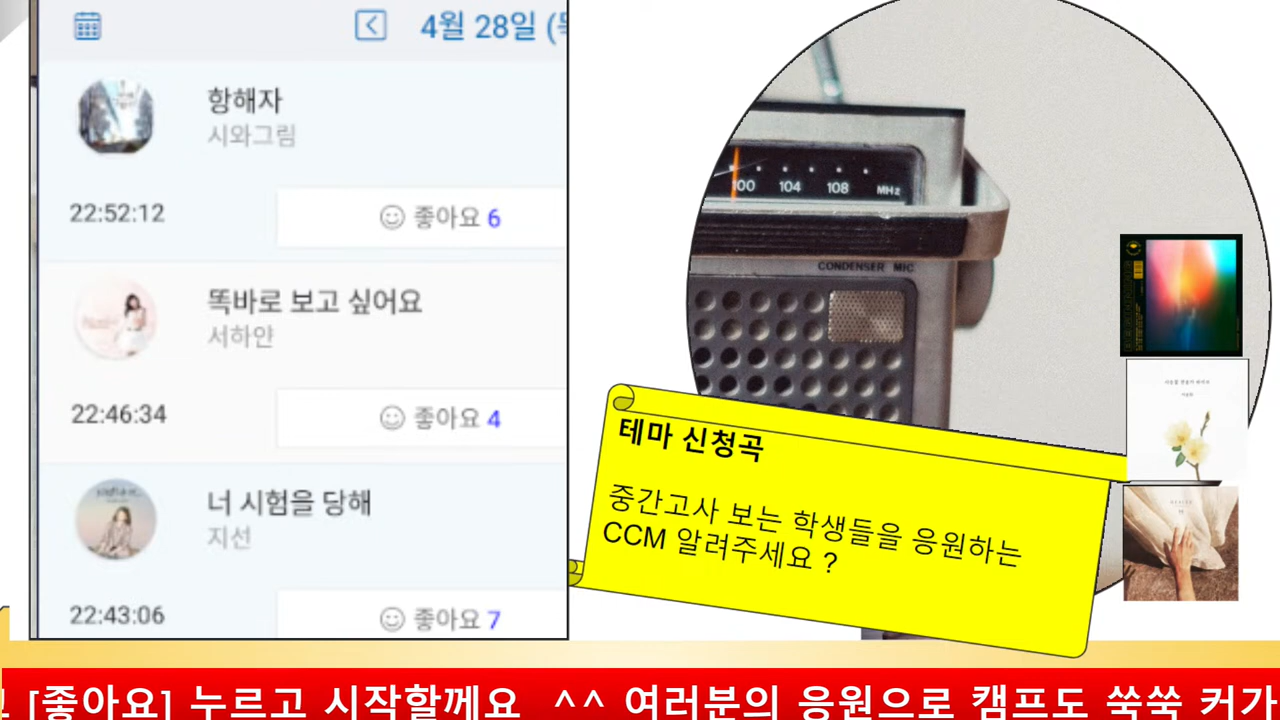 4월 28일 (목
항해자
시와그림
22:52:12
좋아요 6
똑바로 보고 싶어요
서하얀
22:46:34
좋아요 4
너 시험을 당해
지선
22:43:06
좋아요 7
100 104 108 MHz
CONDENSER MIC
테마 신청곡
중간고사 보는 학생들을 응원하는
CCM 알려주세요 ?
[좋아요] 누르고 시작할께요 ^^ 여러분의 응원으로 캠프도 쑥쑥 커가